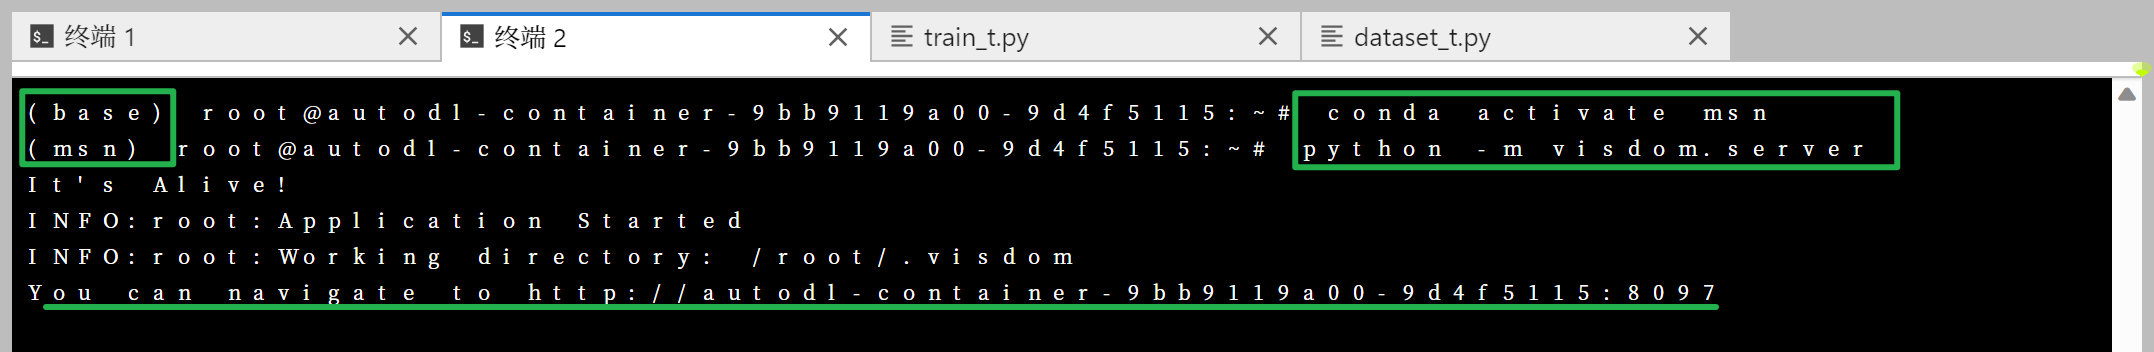 终端 1
终端 2
train_t.py
dataset_t.py
(base) root@autodl-container-9bb9119a00-9d4f5115:~# conda activate msn
(msn) root@autodl-container-9bb9119a00-9d4f5115:~# python -m visdom.server
It's Alive!
INFO:root:Application Started
INFO:root:Working directory: /root/.visdom
You can navigate to http://autodl-container-9bb9119a00-9d4f5115:8097